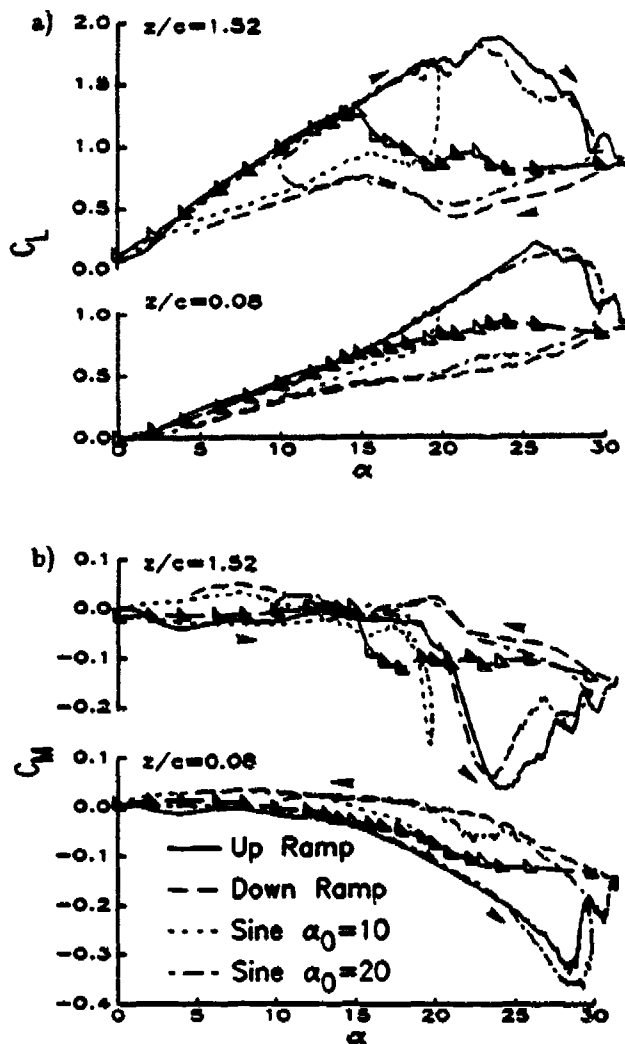 a)
z/c=1.52
2.0
1.5
1.0
0.5
0.0
C_L
z/c=0.08
1.0
0.5
0.0
0 5 10 15 20 25 30
α
b)
0.1
z/c=1.52
0.0
-0.1
-0.2
C_M
0.1
z/c=0.08
0.0
-0.1
-0.2
-0.3
-0.4
Up Ramp
Down Ramp
Sine α₀=10
Sine α₀=20
0 5 10 15 20 25 30
α